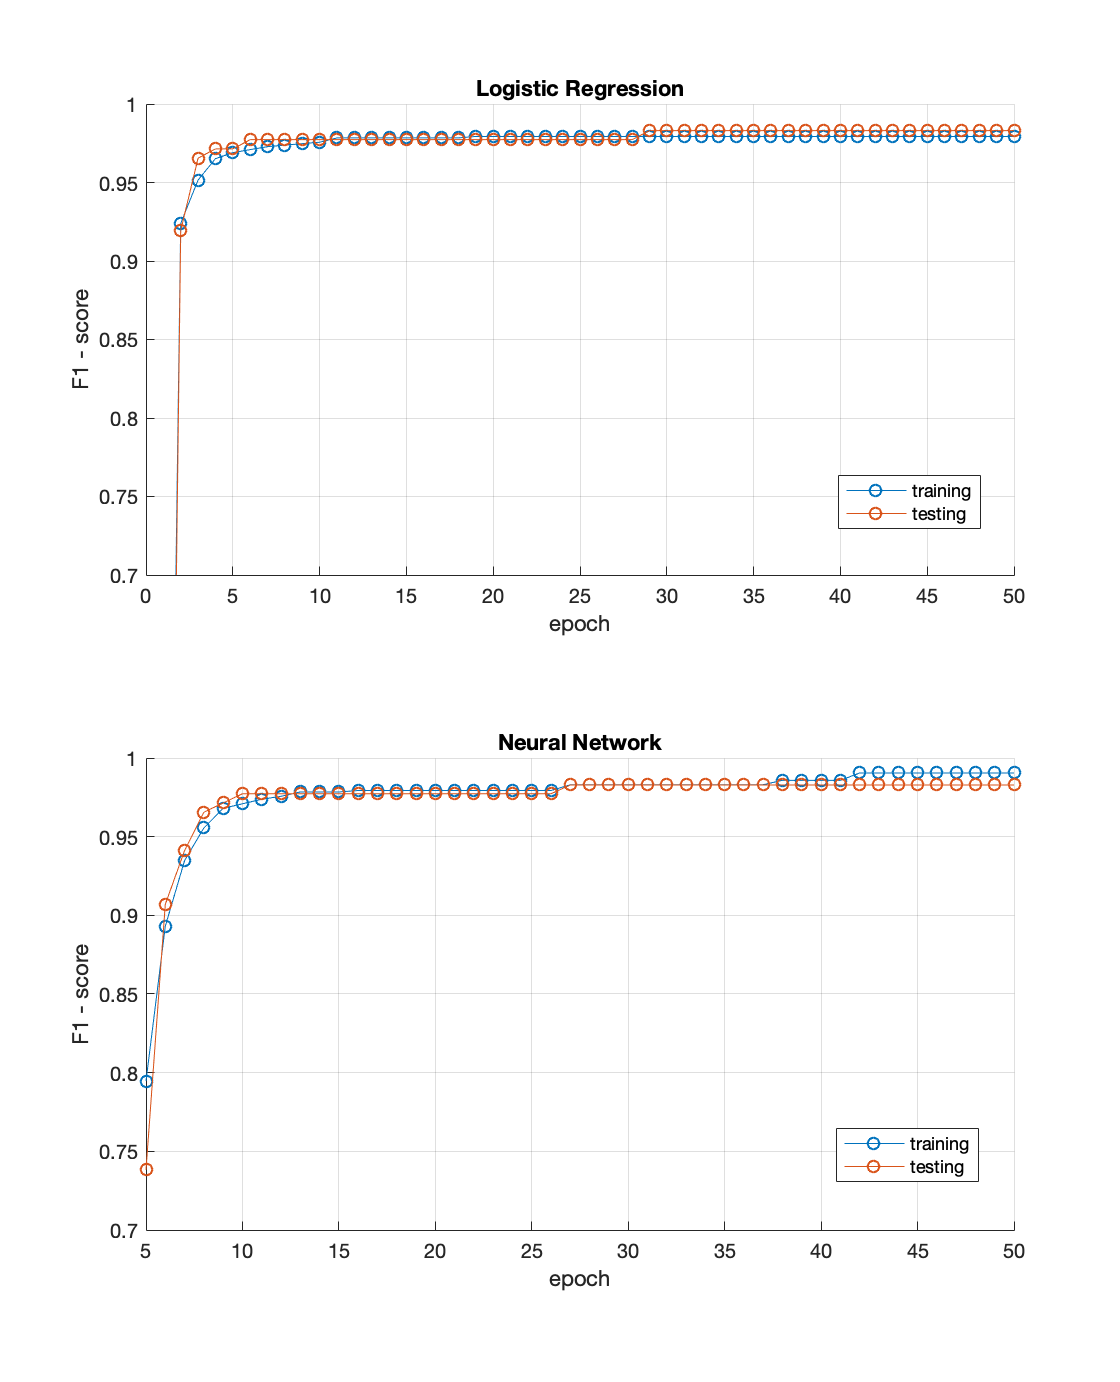 Logistic Regression
1
0.95
0.9
0.85
0.8
0.75
0.7
F1 - score
0 5 10 15 20 25 30 35 40 45 50
epoch
training
testing
Neural Network
1
0.95
0.9
0.85
0.8
0.75
0.7
F1 - score
5 10 15 20 25 30 35 40 45 50
epoch
training
testing